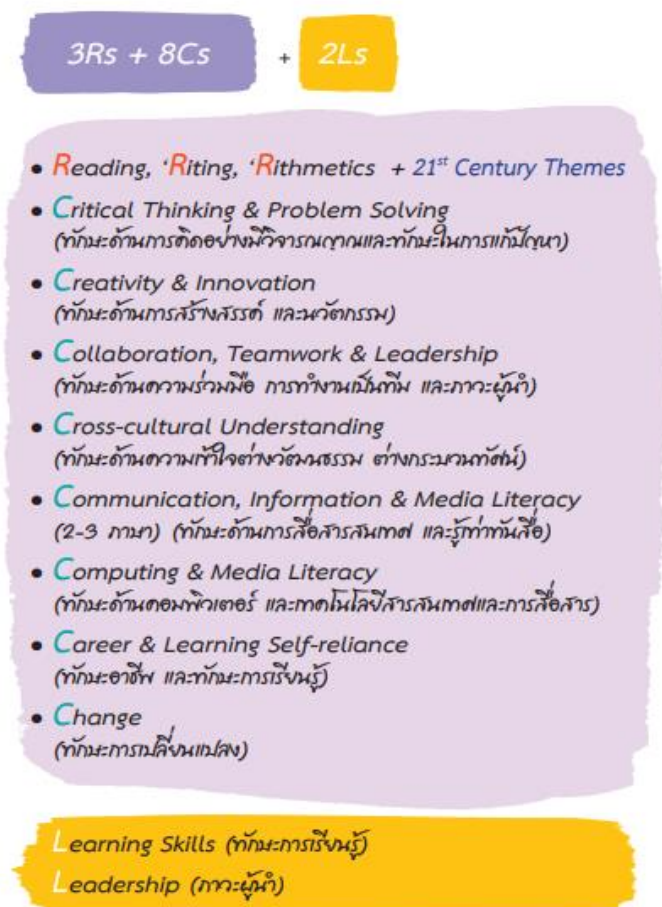 3Rs + 8Cs + 2Ls
• Reading, ‘Riting, ‘Rithmetics + 21st Century Themes
• Critical Thinking & Problem Solving
(ทักษะด้านการคิดอย่างมีวิจารณญาณและทักษะในการแก้ปัญหา)
• Creativity & Innovation
(ทักษะด้านการสร้างสรรค์ และนวัตกรรม)
• Collaboration, Teamwork & Leadership
(ทักษะด้านความร่วมมือ การทำงานเป็นทีม และภาวะผู้นำ)
• Cross-cultural Understanding
(ทักษะด้านความเข้าใจต่างวัฒนธรรม ต่างกระบวนทัศน์)
• Communication, Information & Media Literacy
(2-3 ภาษา) (ทักษะด้านการสื่อสารสนเทศ และรู้เท่าทันสื่อ)
• Computing & Media Literacy
(ทักษะด้านคอมพิวเตอร์ และเทคโนโลยีสารสนเทศและการสื่อสาร)
• Career & Learning Self-reliance
(ทักษะอาชีพ และทักษะการเรียนรู้)
• Change
(ทักษะการเปลี่ยนแปลง)
Learning Skills (ทักษะการเรียนรู้)
Leadership (ภาวะผู้นำ)